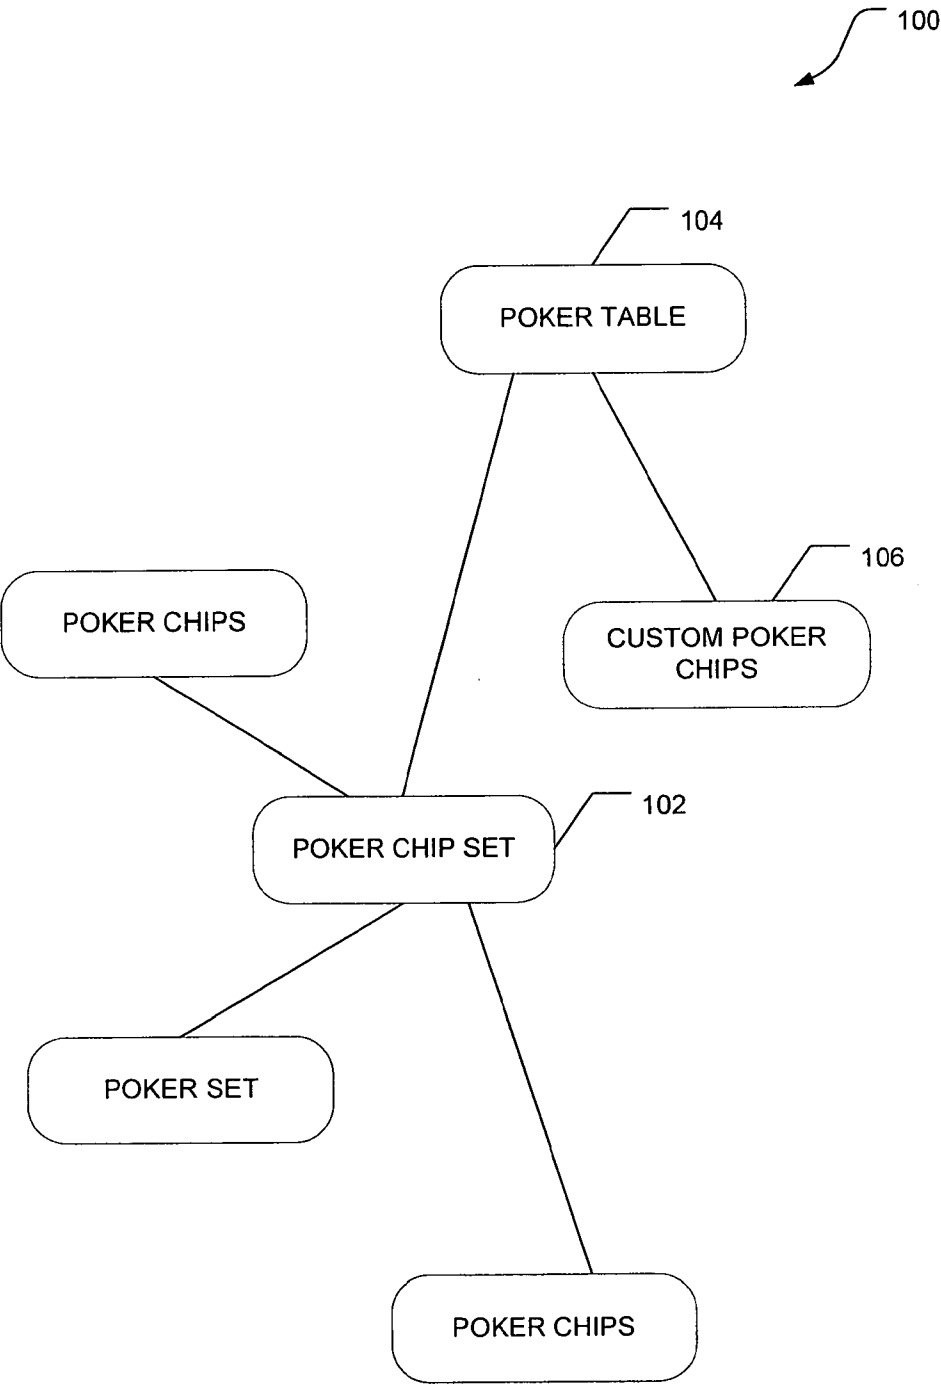 100
104
POKER TABLE
106
POKER CHIPS
CUSTOM POKER
CHIPS
102
POKER CHIP SET
POKER SET
POKER CHIPS